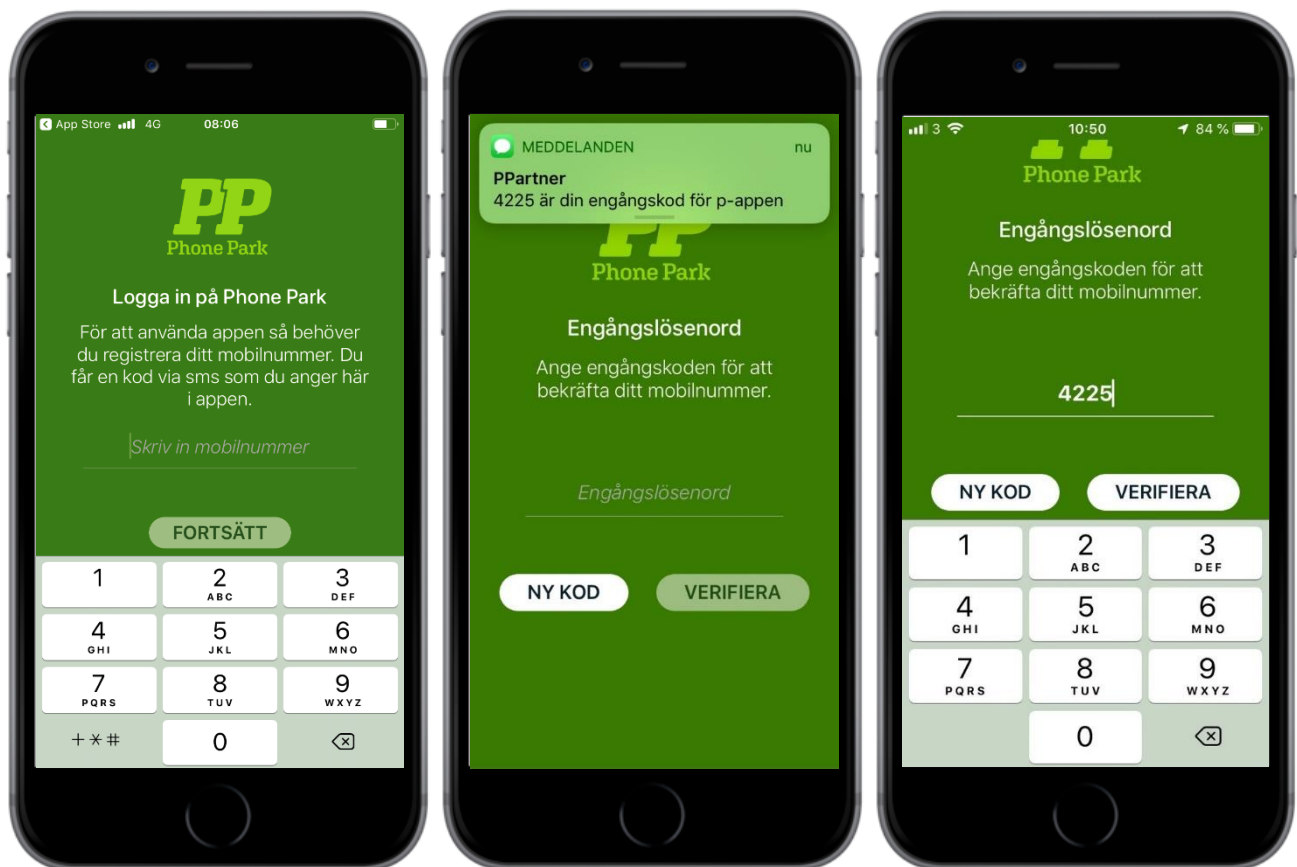 App Store 4G 08:06
PP
Phone Park
Logga in på Phone Park
För att använda appen så behöver
du registrera ditt mobilnummer. Du
får en kod via sms som du anger här
i appen.
Skriv in mobilnummer
FORTSÄTT
1 2 3
ABC DEF
4 5 6
GHI JKL MNO
7 8 9
PQRS TUV WXYZ
+*# 0
MEDDELANDEN nu
PPartner
4225 är din engångskod för p-appen
PP
Phone Park
Engångslösenord
Ange engångskoden för att
bekräfta ditt mobilnummer.
Engångslösenord
NY KOD VERIFIERA
3 10:50 84 %
Phone Park
Engångslösenord
Ange engångskoden för att
bekräfta ditt mobilnummer.
4225
NY KOD VERIFIERA
1 2 3
ABC DEF
4 5 6
GHI JKL MNO
7 8 9
PQRS TUV WXYZ
0